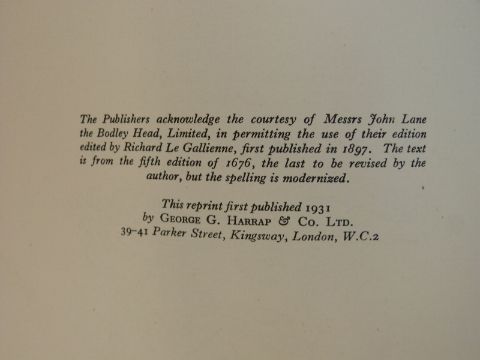 The Publishers acknowledge the courtesy of Messrs John Lane
the Bodley Head, Limited, in permitting the use of their edition
edited by Richard Le Gallienne, first published in 1897. The text
is from the fifth edition of 1676, the last to be revised by the
author, but the spelling is modernized.
This reprint first published 1931
by GEORGE G. HARRAP & CO. LTD.
39-41 Parker Street, Kingsway, London, W.C.2